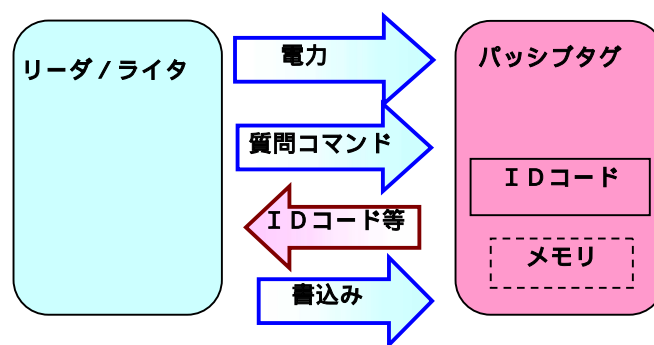 リーダ／ライタ
電力
パッシブタグ
質問コマンド
ＩＤコード
ＩＤコード等
メモリ
書込み